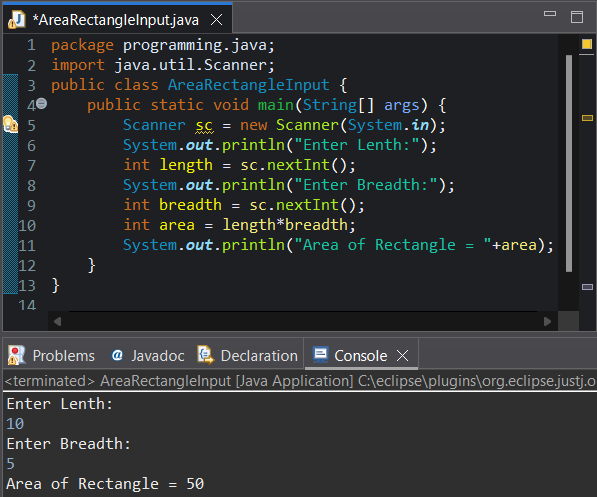 *AreaRectangleInput.java
1 package programming.java;
2 import java.util.Scanner;
3 public class AreaRectangleInput {
4 public static void main(String[] args) {
5 Scanner sc = new Scanner(System.in);
6 System.out.println("Enter Lenth:");
7 int length = sc.nextInt();
8 System.out.println("Enter Breadth:");
9 int breadth = sc.nextInt();
10 int area = length*breadth;
11 System.out.println("Area of Rectangle = "+area);
12 }
13 }
14
Problems @ Javadoc Declaration Console
<terminated> AreaRectangleInput [Java Application] C:\eclipse\plugins\org.eclipse.justj.o
Enter Lenth:
10
Enter Breadth:
5
Area of Rectangle = 50